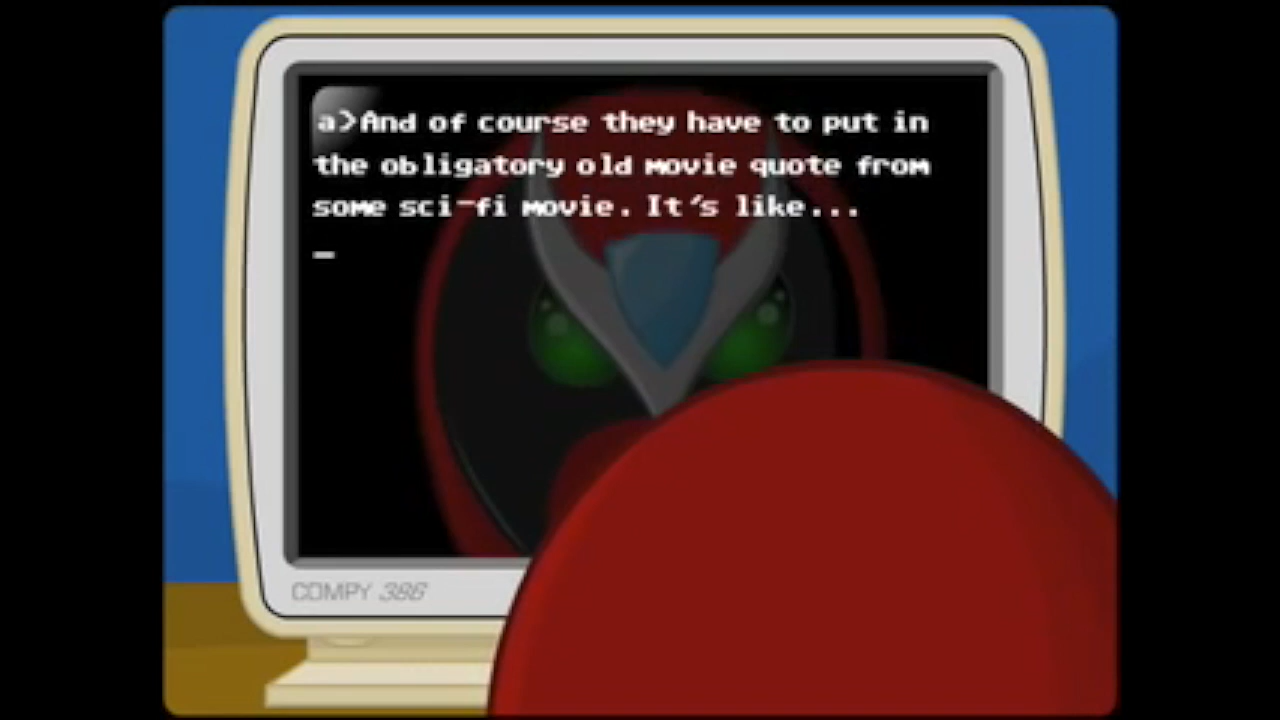 a>And of course they have to put in
the obligatory old movie quote from
some sci-fi movie. It's like...
COMPY 386